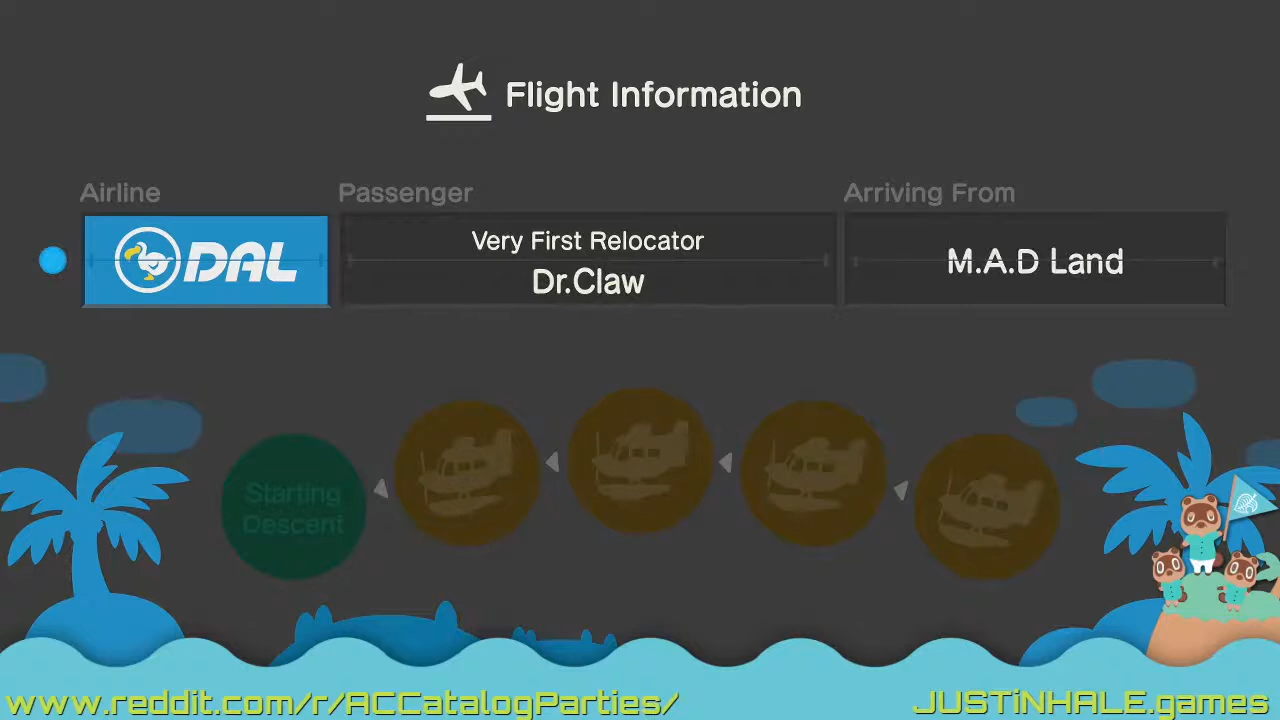 Flight Information
Airline
Passenger
Arriving From
DAL
Very First Relocator
Dr.Claw
M.A.D Land
Starting
Descent
www.reddit.com/r/ACCatalogParties/
JUSTiNHALE.games